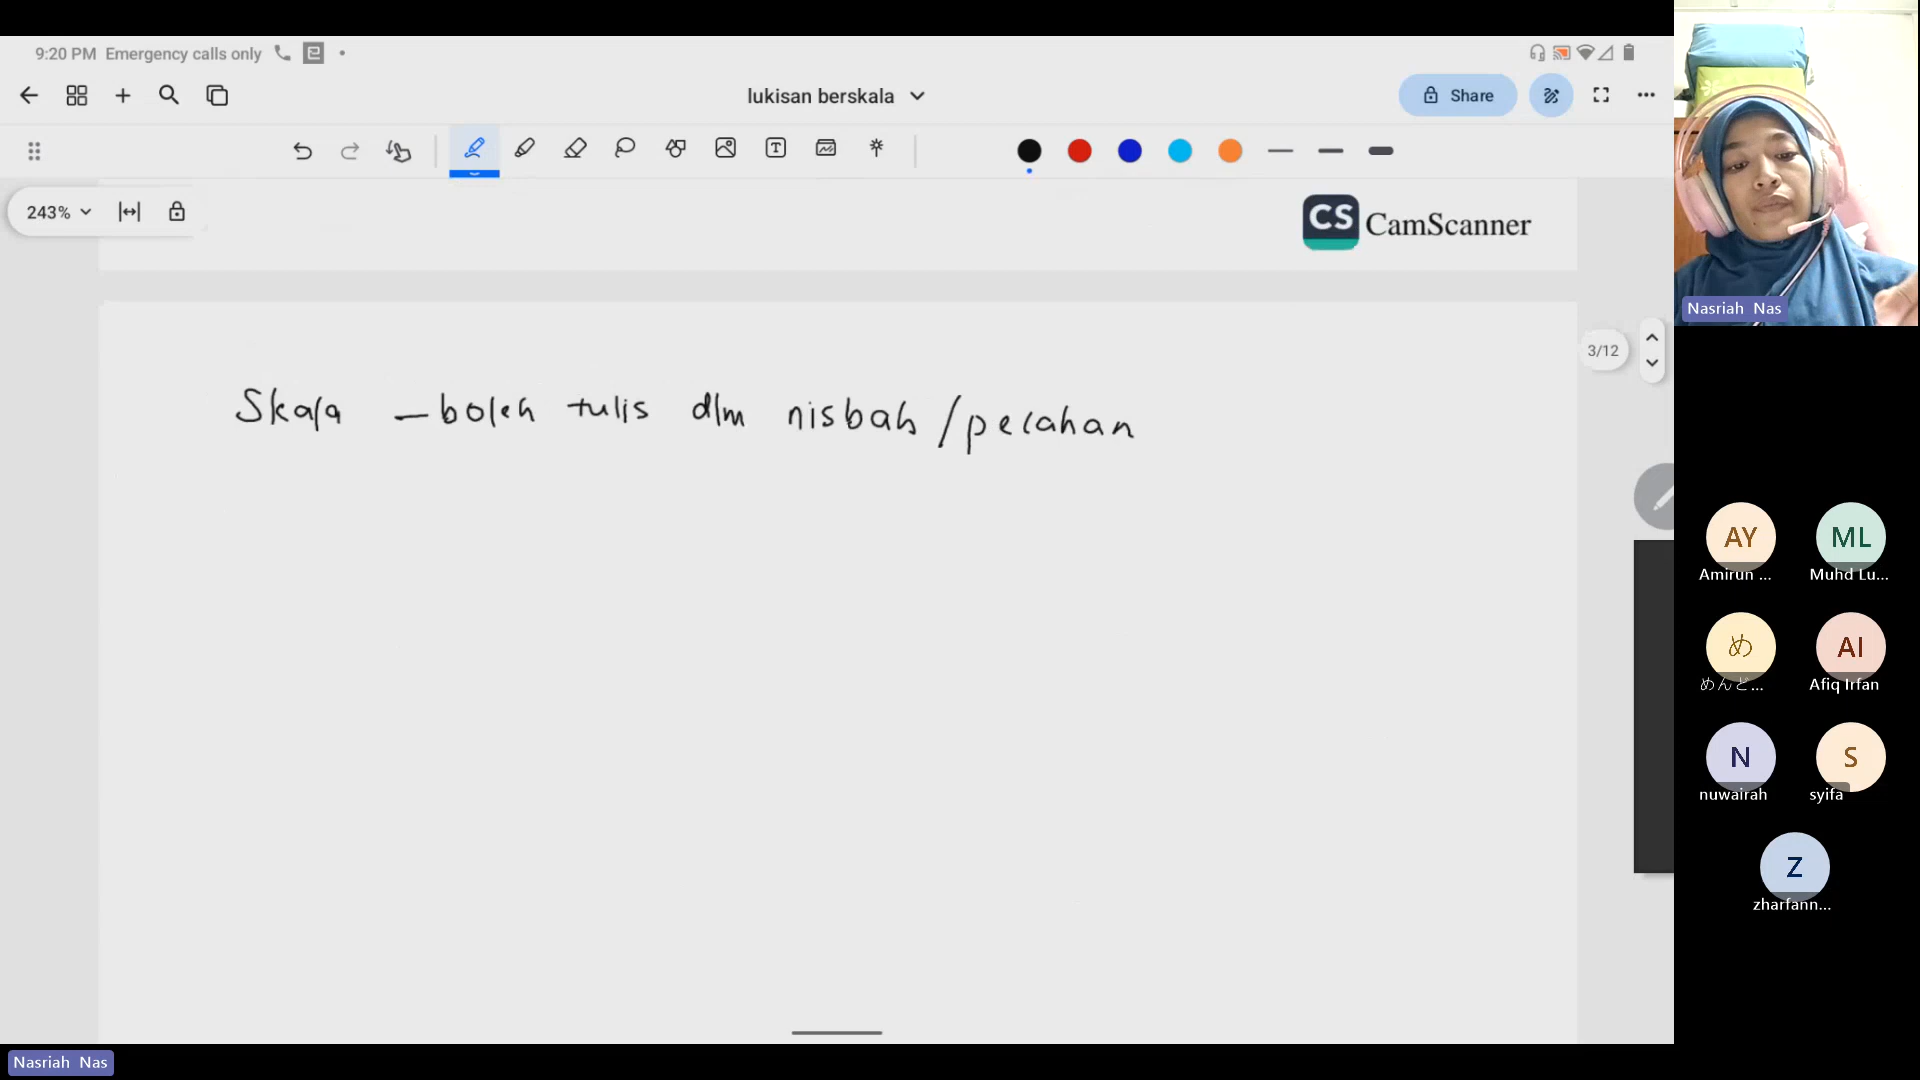 9:20 PM Emergency calls only
lukisan berskala
Share
243%
CS CamScanner
3/12
Skala – boleh tulis dlm nisbah / pecahan
Nasriah Nas
AY
Amirun ...
ML
Muhd Lu...
め
めんど...
AI
Afiq Irfan
N
nuwairah
S
syifa
Z
zharfann...
Nasriah Nas